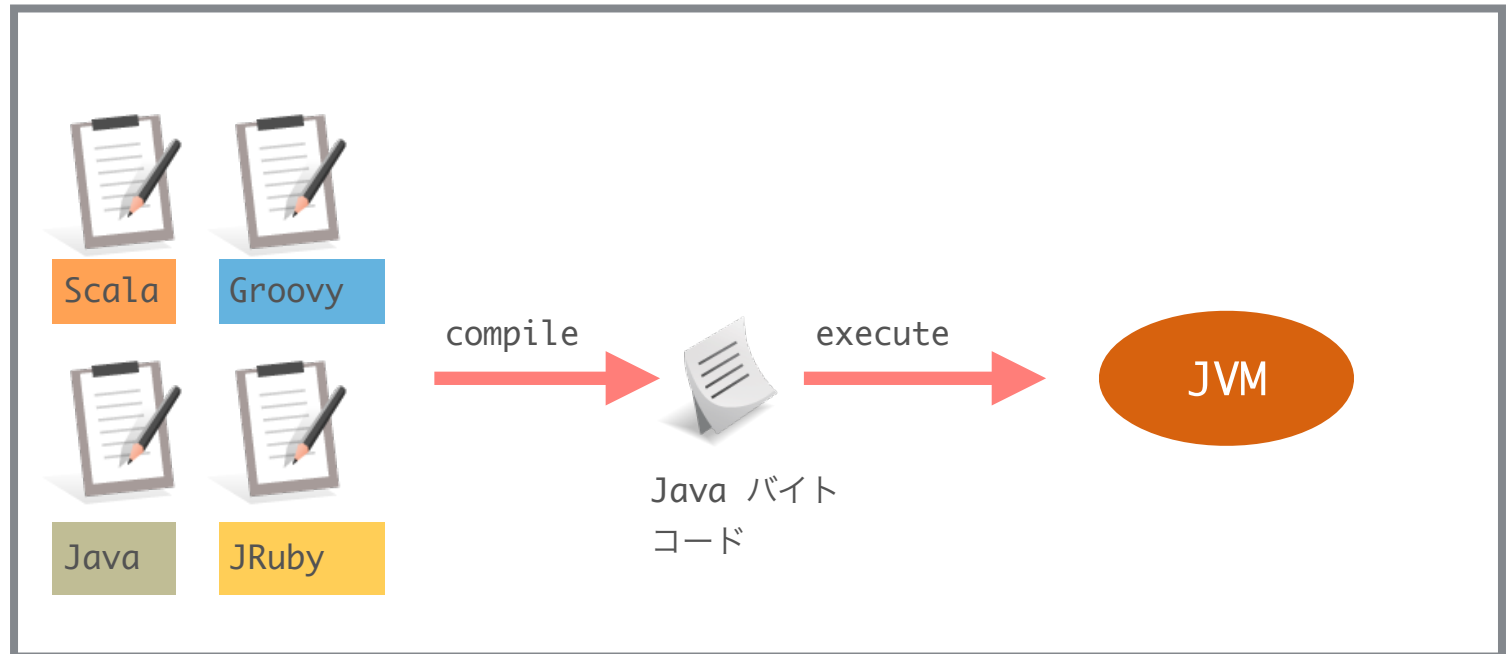 Scala
Groovy
compile
execute
JVM
Java バイト
コード
Java
JRuby